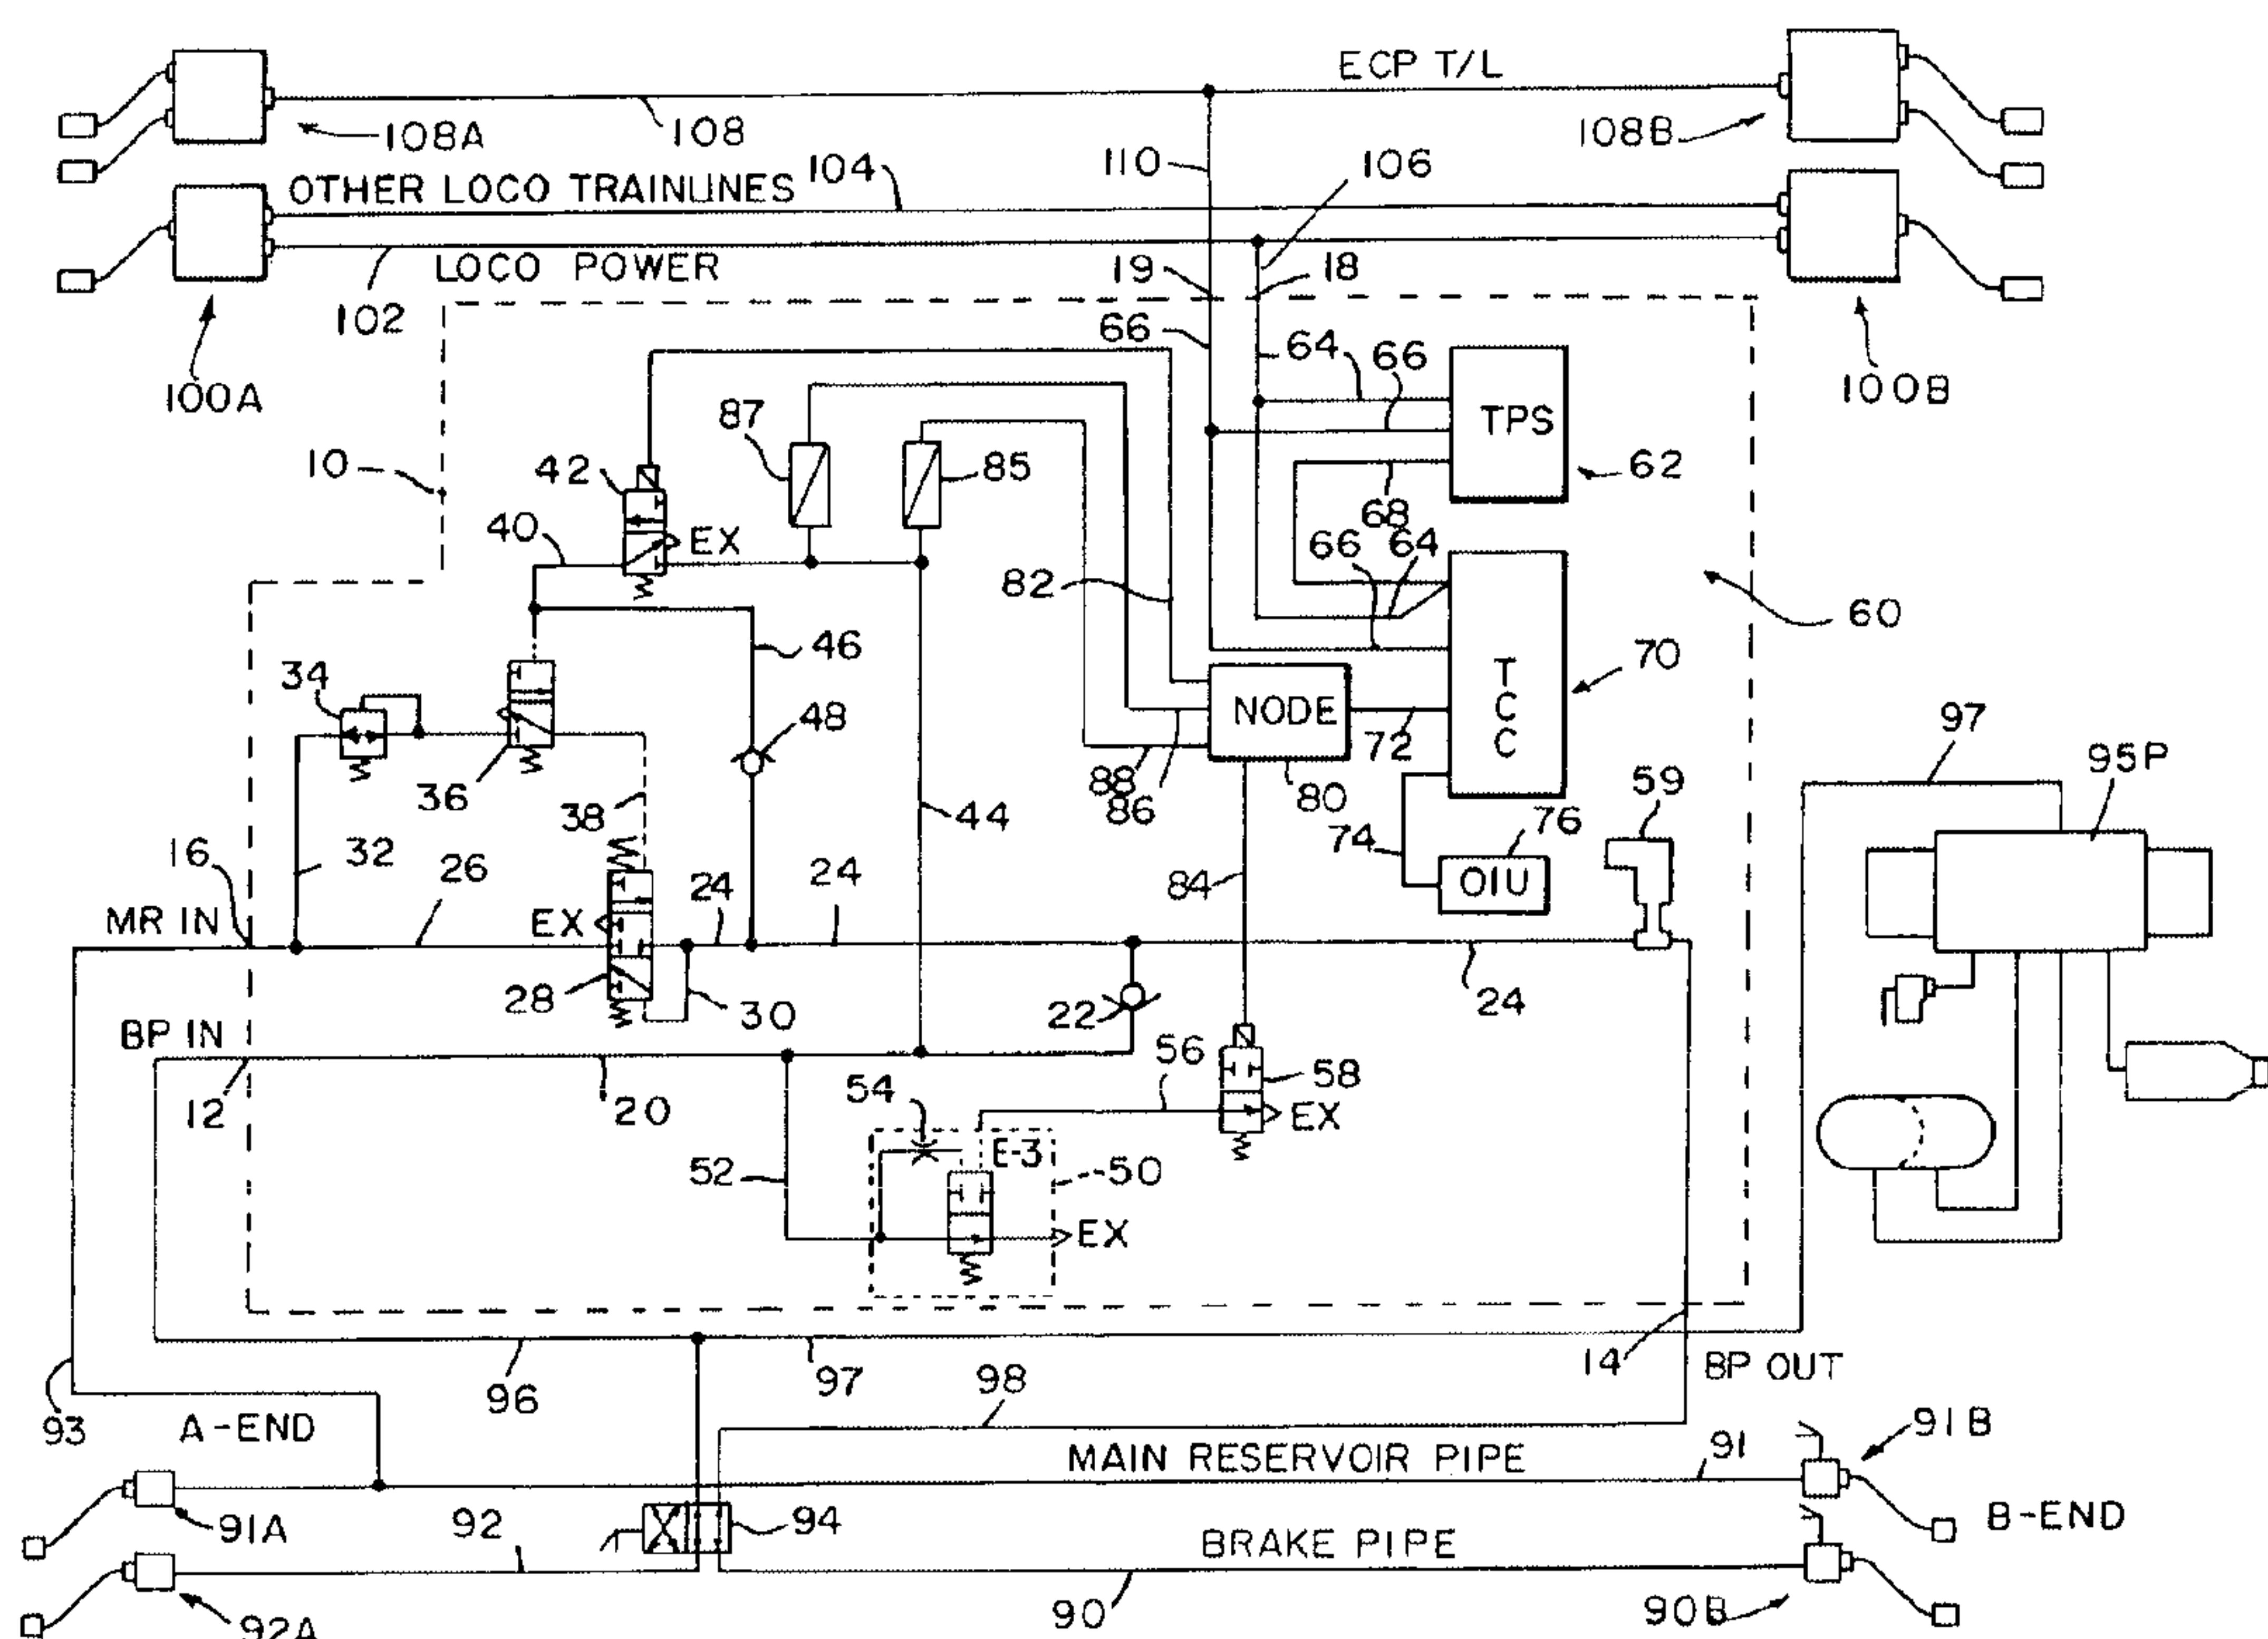 ECP T/L
108A
108
108B
110
106
OTHER LOCO TRAINLINES
104
LOCO POWER
102
19
18
100A
100B
66
64
66
TPS
62
68
10
42
87
85
EX
40
66
64
82
60
46
34
48
36
38
NODE
72
TCC
70
88
86
80
44
74
76
OIU
59
97
95P
84
16
32
26
24
24
MR IN
EX
28
30
22
24
BP IN
12
20
56
58
EX
54
E-3
50
52
EX
14
BP OUT
96
97
98
93
A-END
MAIN RESERVOIR PIPE
91
91B
91A
92
94
BRAKE PIPE
B-END
92A
90
90B